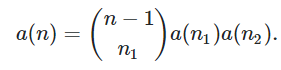 a(n) = \binom{n-1}{n_1} a(n_1)a(n_2).